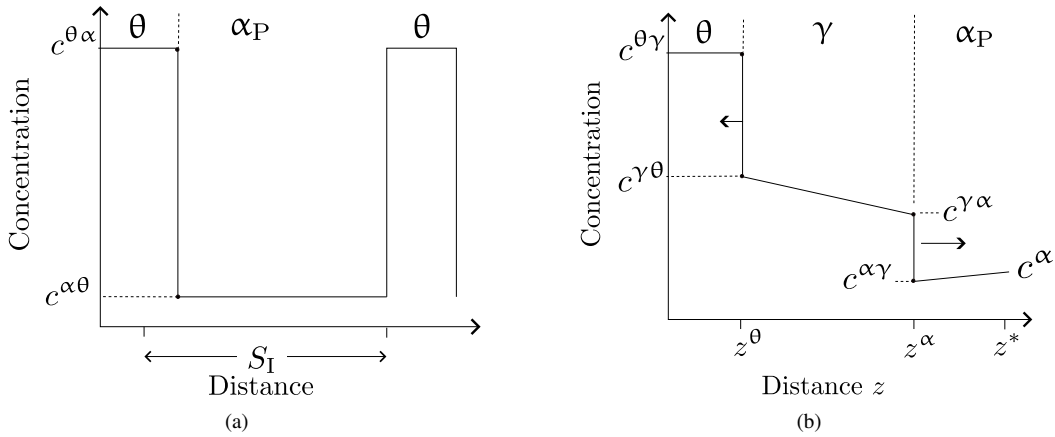 θ α_P θ
c^{θα}
Concentration
c^{αθ}
S_I
Distance
(a)
θ γ α_P
c^{θγ}
Concentration
c^{γθ}
c^{γα}
c^{αγ}
c^α
z^θ z^α z^*
Distance z
(b)